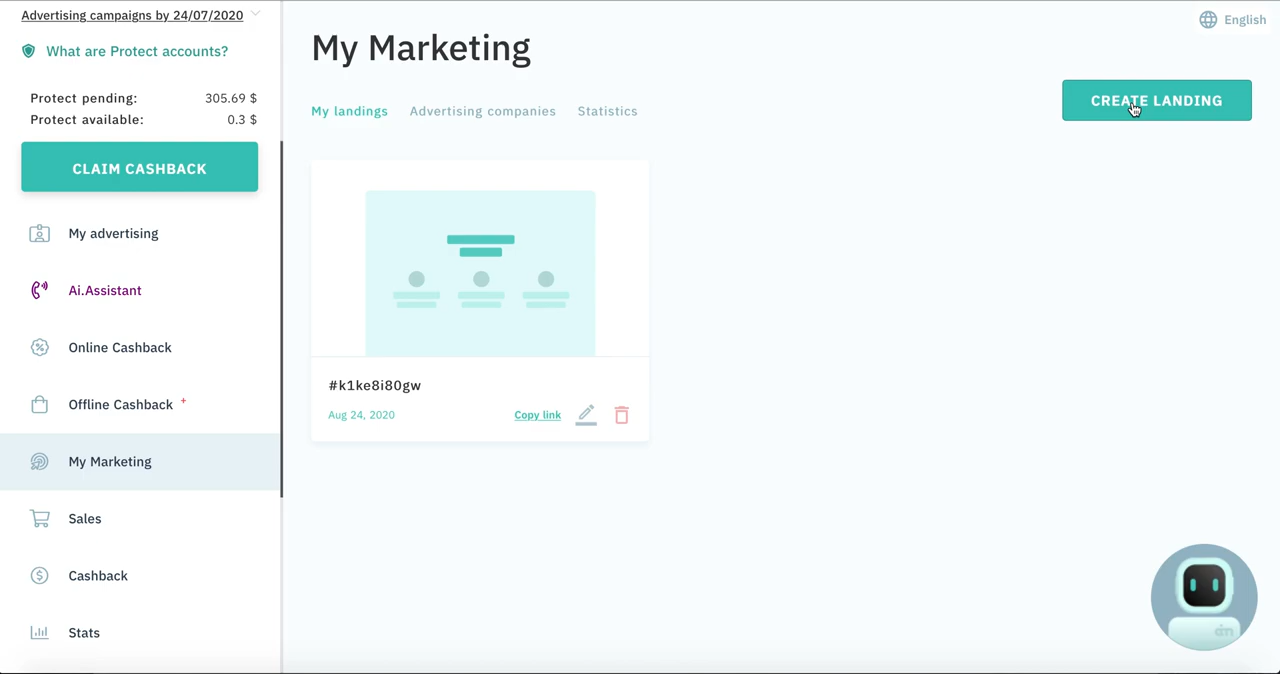 Advertising campaigns by 24/07/2020
What are Protect accounts?
Protect pending: 305.69 $
Protect available: 0.3 $
CLAIM CASHBACK
My advertising
Ai.Assistant
Online Cashback
Offline Cashback +
My Marketing
Sales
Cashback
Stats
English
My Marketing
My landings Advertising companies Statistics
CREATE LANDING
#k1ke8i80gw
Aug 24, 2020 Copy link